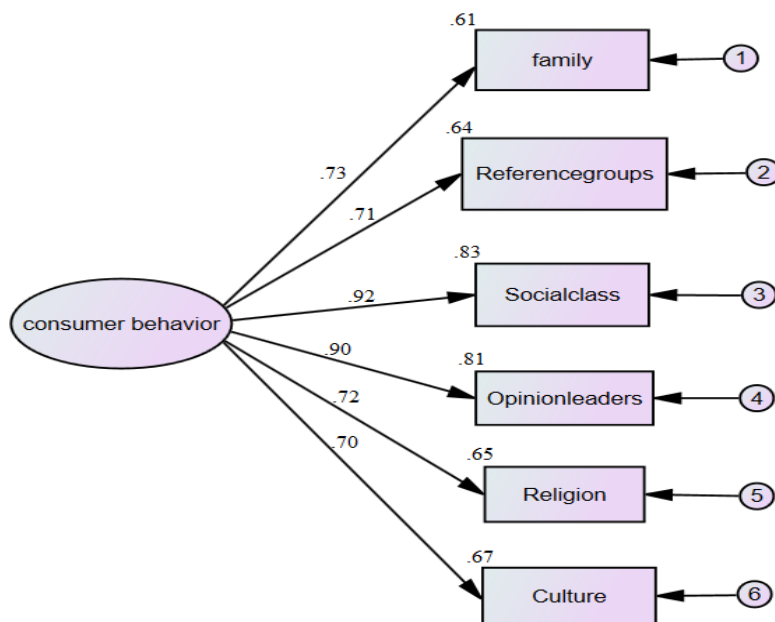 .61
family
1
.73
.64
Referencegroups
2
.71
.83
Socialclass
3
.92
consumer behavior
.90
.81
Opinionleaders
4
.72
.65
Religion
5
.70
.67
Culture
6